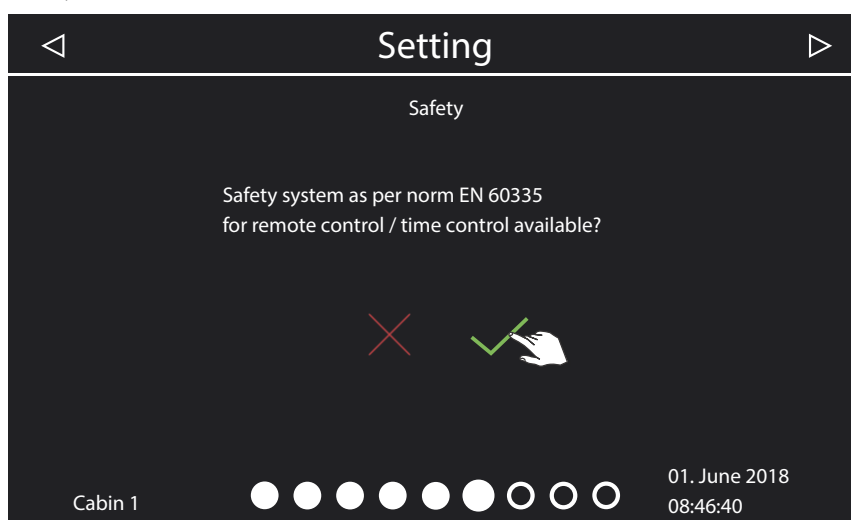 Setting
Safety
Safety system as per norm EN 60335
for remote control / time control available?
Cabin 1
01. June 2018
08:46:40